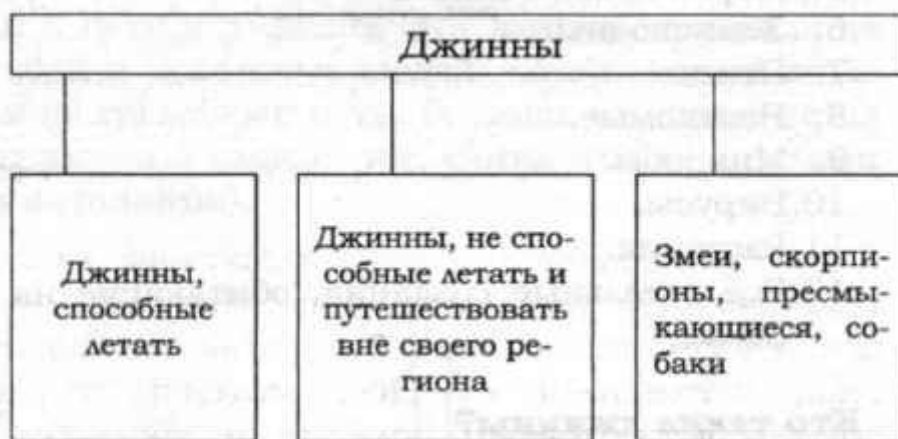 Джинны
Джинны,
способные
летать
Джинны, не спо-
собные летать и
путешествовать
вне своего ре-
гиона
Змеи, скорпи-
оны, пресмы-
кающиеся, со-
баки